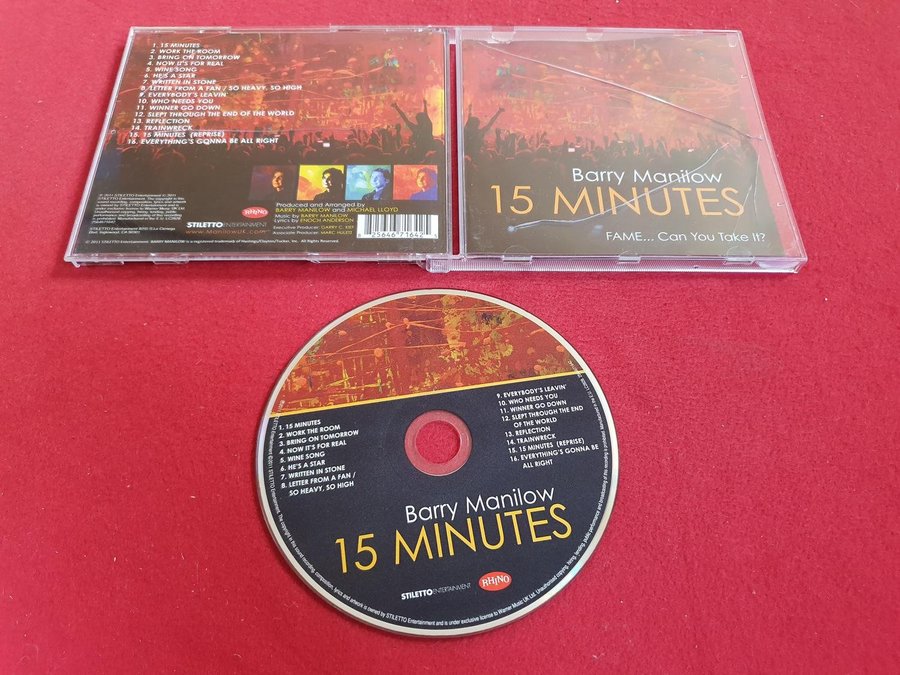 1. 15 MINUTES
2. WORK THE ROOM
3. BRING ON TOMORROW
4. NOW IT'S FOR REAL
5. WINE SONG
6. HE'S A STAR
7. WRITTEN IN STONE
8. LETTER FROM A FAN / SO HEAVY, SO HIGH
9. EVERYBODY'S LEAVIN'
10. WHO NEEDS YOU
11. WINNER GO DOWN
12. SLEPT THROUGH THE END OF THE WORLD
13. REFLECTION
14. TRAINWRECK
15. 15 MINUTES (REPRISE)
16. EVERYTHING'S GONNA BE ALL RIGHT
RHINO
STILETTOENTERTAINMENT
www.ManilowUK.com
Produced and Arranged by
BARRY MANILOW and MICHAEL LLOYD
Music by BARRY MANILOW
Lyrics by ENOCH ANDERSON
Executive Producer: GARRY C. KIEF
Associate Producer: MARC HULETT
25646 71642
Barry Manilow
15 MINUTES
FAME... Can You Take It?
1. 15 MINUTES
2. WORK THE ROOM
3. BRING ON TOMORROW
4. NOW IT'S FOR REAL
5. WINE SONG
6. HE'S A STAR
7. WRITTEN IN STONE
8. LETTER FROM A FAN /
SO HEAVY, SO HIGH
9. EVERYBODY'S LEAVIN'
10. WHO NEEDS YOU
11. WINNER GO DOWN
12. SLEPT THROUGH THE END
OF THE WORLD
13. REFLECTION
14. TRAINWRECK
15. 15 MINUTES (REPRISE)
16. EVERYTHING'S GONNA BE
ALL RIGHT
Barry Manilow
15 MINUTES
STILETTOENTERTAINMENT
RHINO